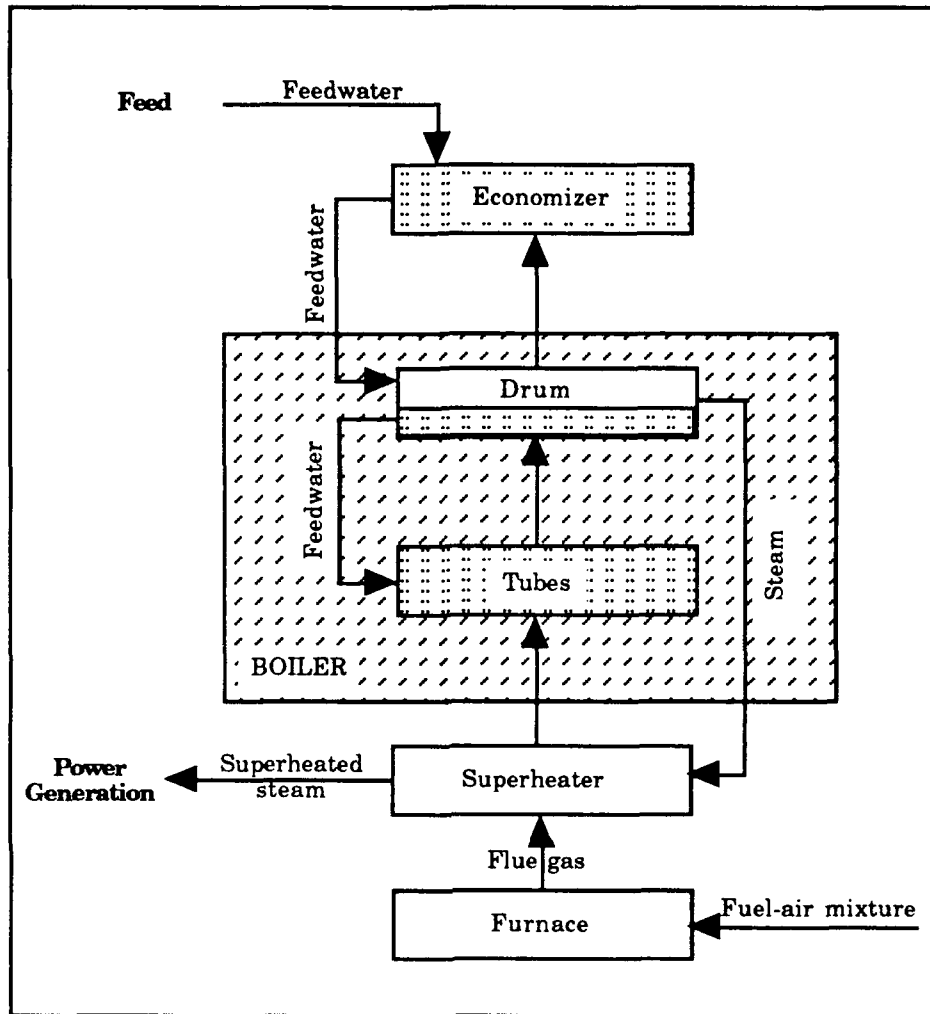 Feedwater
Feed
Economizer
Feedwater
Drum
Feedwater
Tubes
Steam
BOILER
Superheated
steam
Power
Generation
Superheater
Flue gas
Fuel-air mixture
Furnace